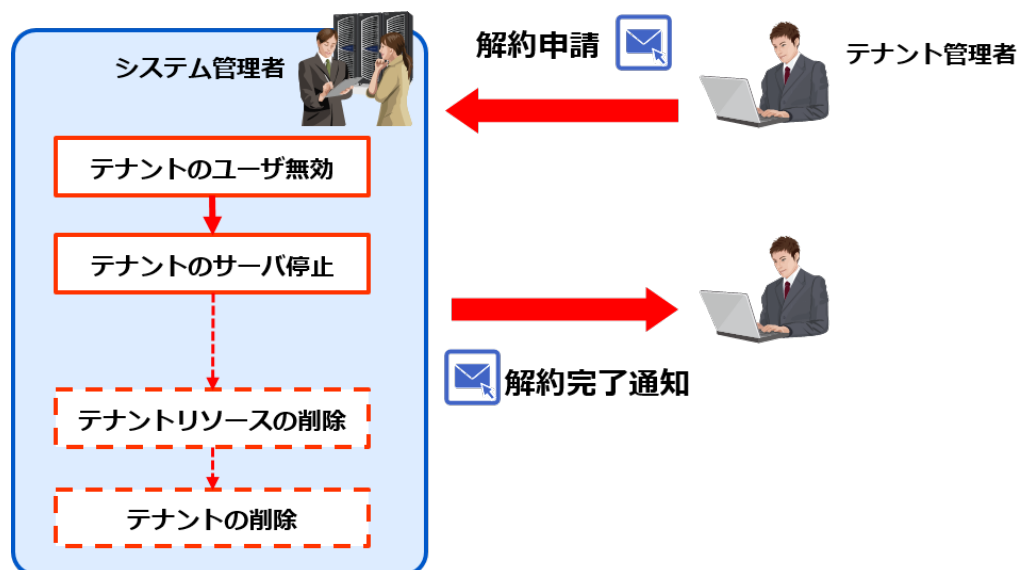 解約申請
テナント管理者
システム管理者
テナントのユーザ無効
テナントのサーバ停止
解約完了通知
テナントリソースの削除
テナントの削除